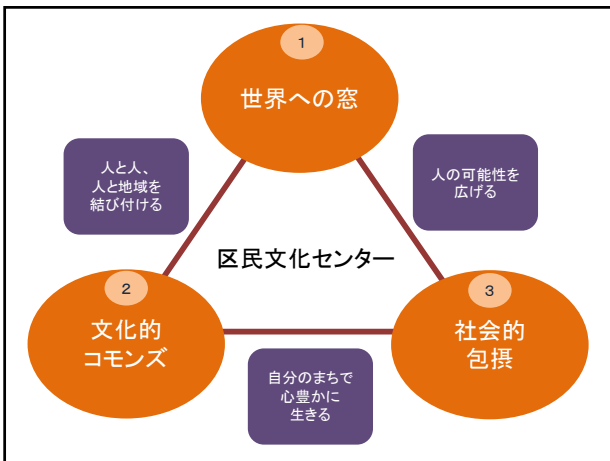 1
世界への窓
人と人、
人と地域を
結び付ける
人の可能性を
広げる
区民文化センター
2
文化的
コモンズ
3
社会的
包摂
自分のまちで
心豊かに
生きる